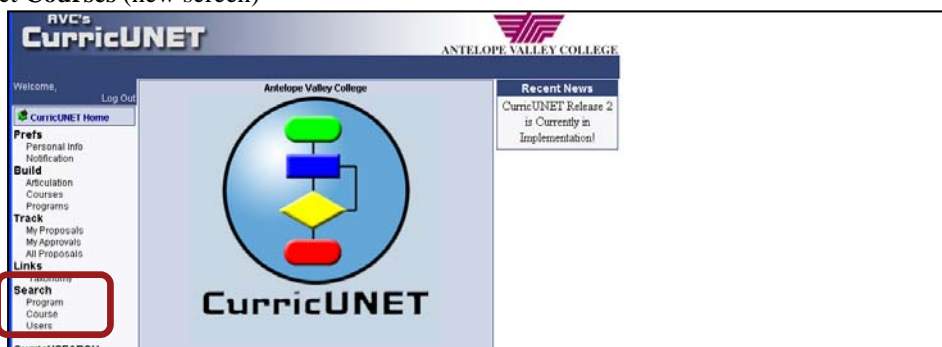 Courses (new screen)
AVC's
CurricUNET
ANTELOPE VALLEY COLLEGE
Welcome,
Log Out
CurricUNET Home
Prefs
Personal Info
Notification
Build
Articulation
Courses
Programs
Track
My Proposals
My Approvals
All Proposals
Links
Taxonomy
Search
Program
Course
Users
Antelope Valley College
CurricUNET
Recent News
CurricUNET Release 2
is Currently in
Implementation!